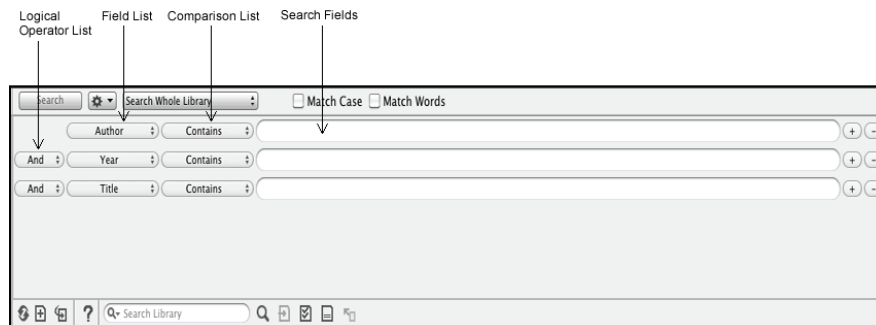 Logical Operator List
Field List
Comparison List
Search Fields
Search
Search Whole Library
Match Case
Match Words
Author
Contains
+
-
And
Year
Contains
+
-
And
Title
Contains
+
-
?
Search Library